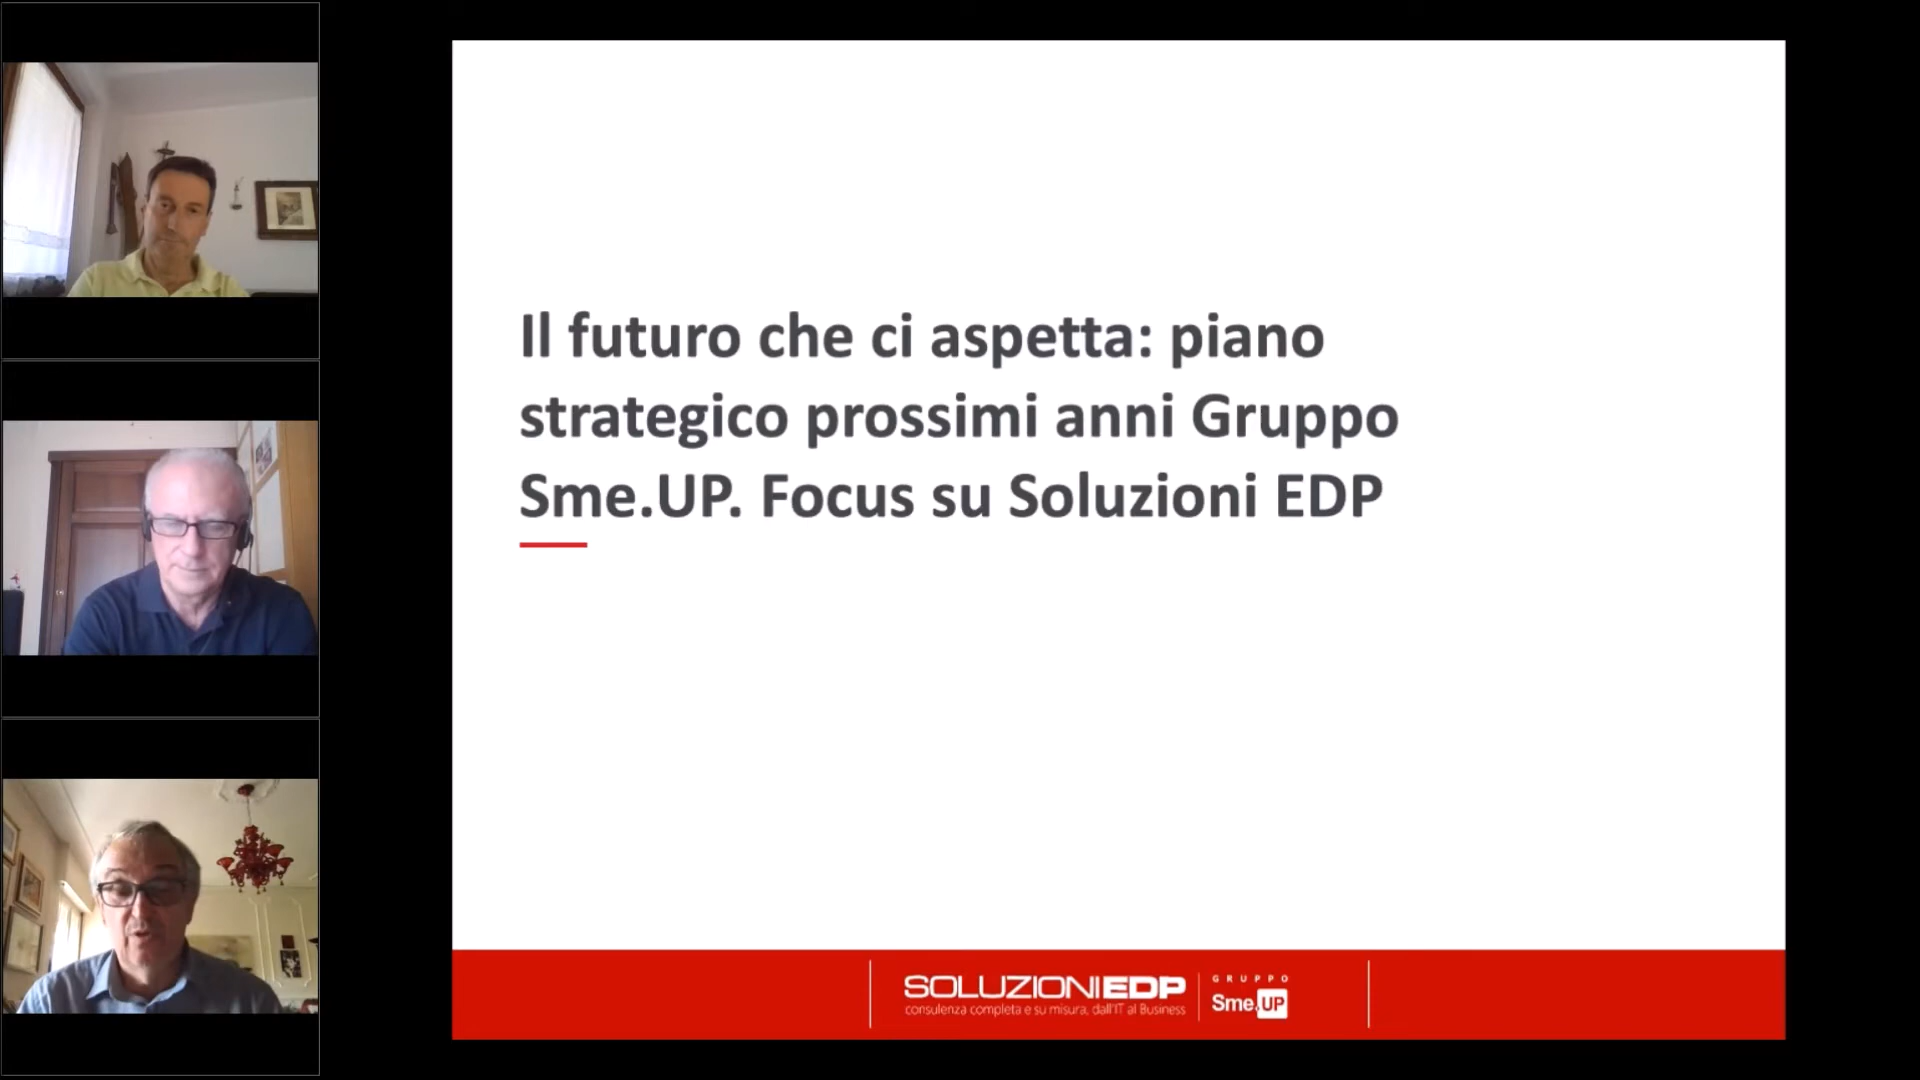 Il futuro che ci aspetta: piano
strategico prossimi anni Gruppo
Sme.UP. Focus su Soluzioni EDP
SOLUZIONIEDP
consulenza completa e su misura, dall'IT al Business
GRUPPO
Sme.UP